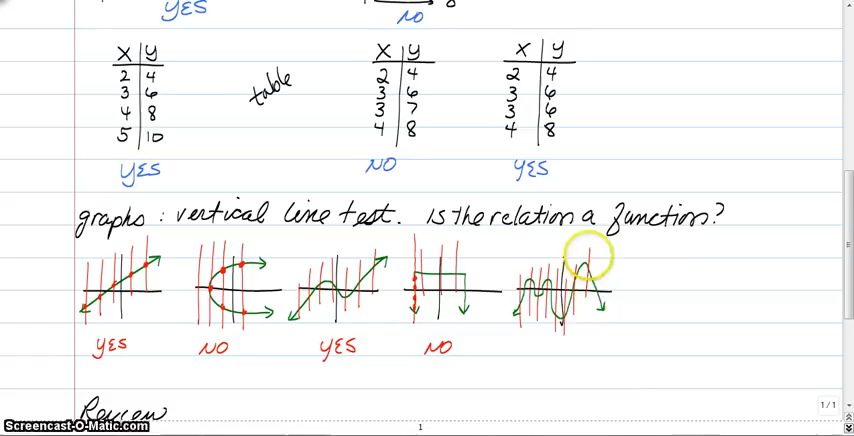 YES NO 8
X Y X Y X Y
2 4 table 2 4 2 4
3 6 3 6 3 6
4 8 3 7 3 6
5 10 4 8 4 8
YES NO YES
graphs: vertical line test. Is the relation a function?
YES NO YES NO
Review
1/1
Screencast-O-Matic.com 1